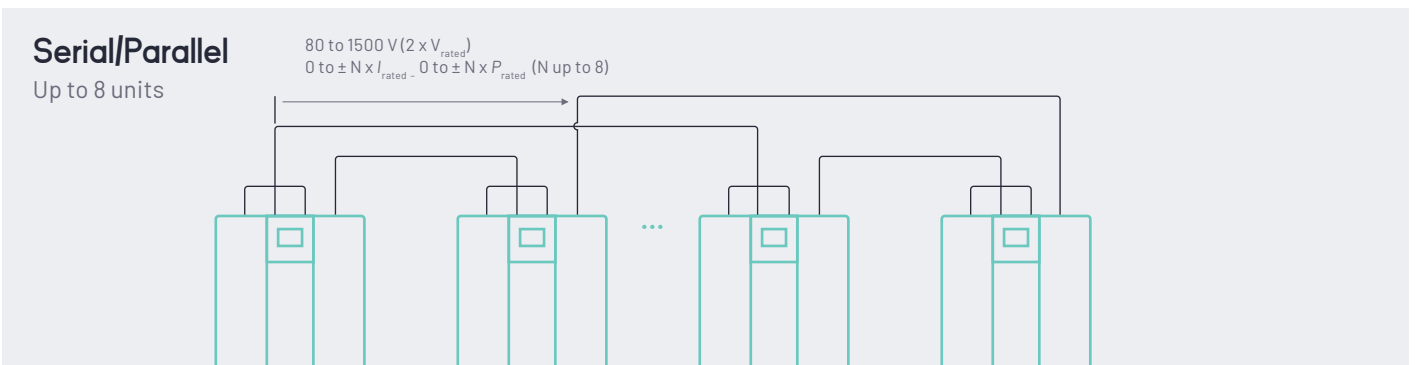 Serial/Parallel
Up to 8 units
80 to 1500 V (2 x Vrated)
0 to ± N x Irated - 0 to ± N x Prated (N up to 8)
...